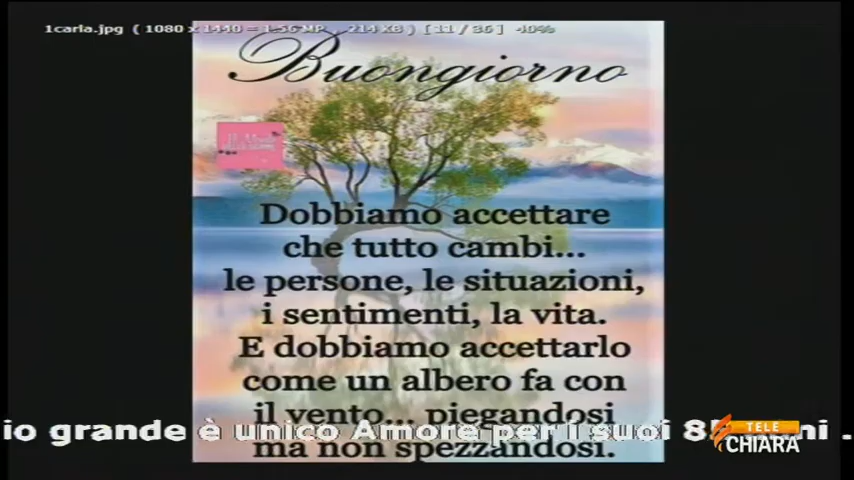 1carla.jpg ( 1080 x 1440 = 1.56 MP, 214 KB ) [ 11 / 36 ] 40%
Buongiorno
Dobbiamo accettare
che tutto cambi...
le persone, le situazioni,
i sentimenti, la vita.
E dobbiamo accettarlo
come un albero fa con
il vento... piegandosi
io grande è unico Amore per i suoi
ma non spezzandosi.
TELE
CHIARA